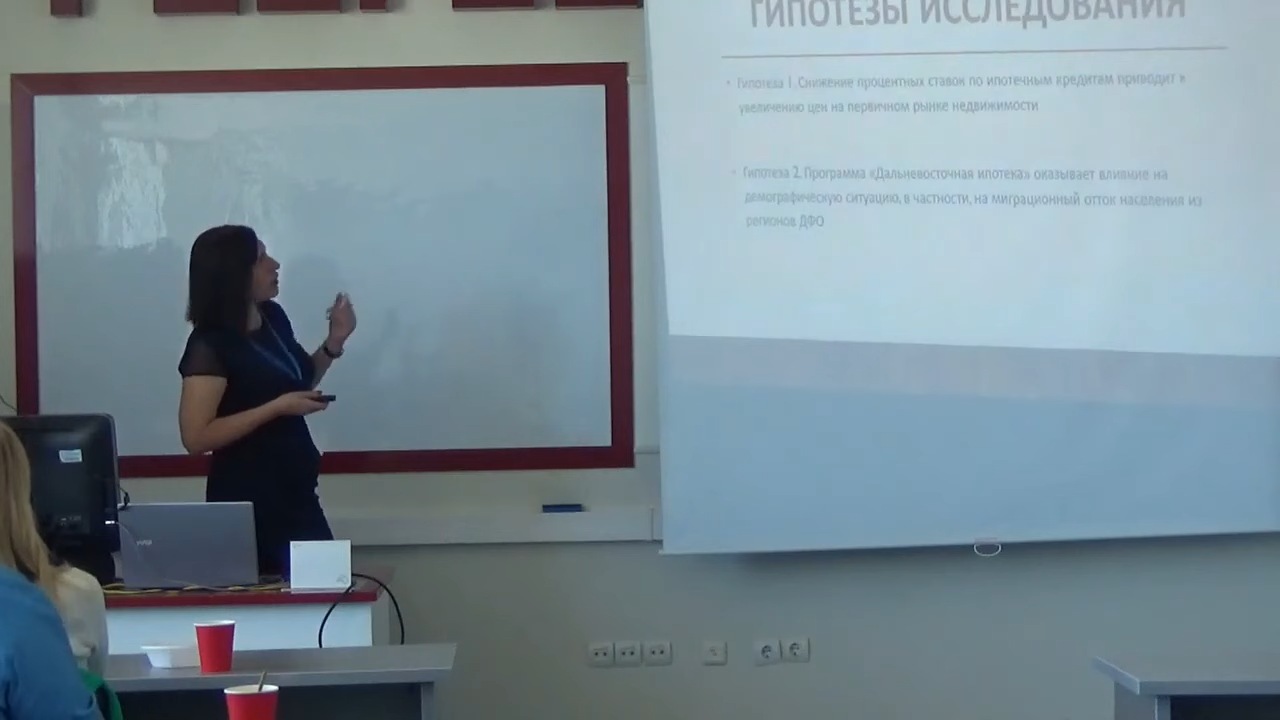 ГИПОТЕЗЫ ИССЛЕДОВАНИЯ
Гипотеза 1. Снижение процентных ставок по ипотечным кредитам приводит к
увеличению цен на первичном рынке недвижимости
Гипотеза 2. Программа «Дальневосточная ипотека» оказывает влияние на
демографическую ситуацию, в частности, на миграционный отток населения из
регионов ДФО